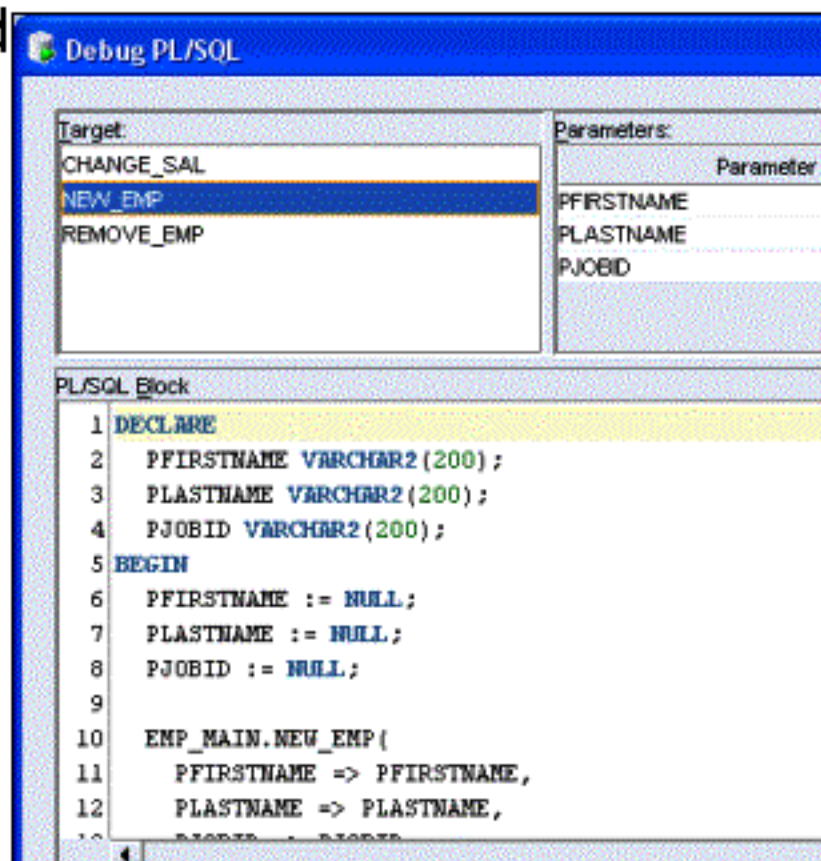 d
Debug PL/SQL
Target:
CHANGE_SAL
NEW_EMP
REMOVE_EMP
Parameters:
Parameter
PFIRSTNAME
PLASTNAME
PJOBID
PL/SQL Block
1 DECLARE
2 PFIRSTNAME VARCHAR2(200);
3 PLASTNAME VARCHAR2(200);
4 PJOBID VARCHAR2(200);
5 BEGIN
6 PFIRSTNAME := NULL;
7 PLASTNAME := NULL;
8 PJOBID := NULL;
9
10 EMP_MAIN.NEW_EMP(
11 PFIRSTNAME => PFIRSTNAME,
12 PLASTNAME => PLASTNAME,